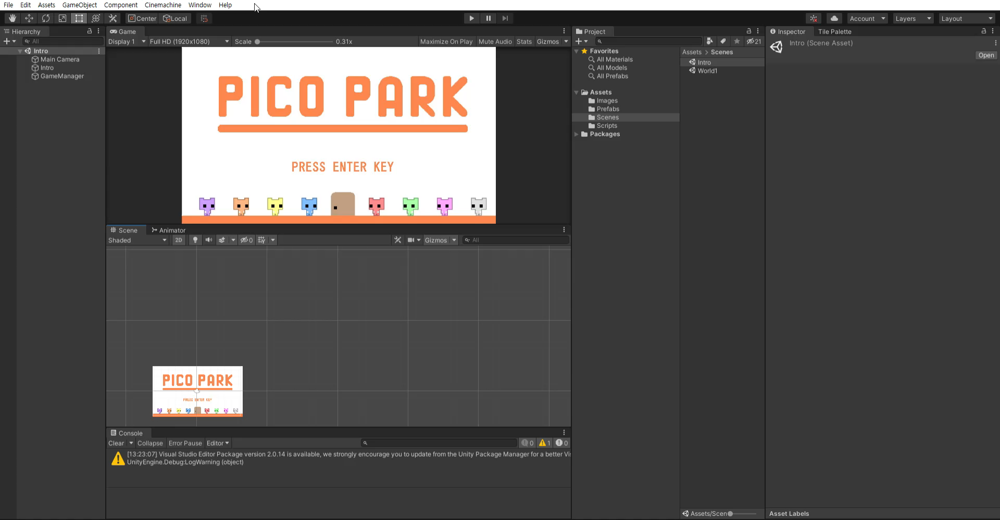 File Edit Assets GameObject Component Cinemachine Window Help
Center Local Account Layers Layout
Hierarchy
All
Intro
Main Camera
Intro
GameManager
Game
Display 1 Full HD (1920x1080) Scale 0.31x Maximize On Play Mute Audio Stats Gizmos
PICO PARK
PRESS ENTER KEY
Scene Animator
Shaded 2D 0 Gizmos All
PICO PARK
PRESS ENTER KEY
Console
Clear Collapse Error Pause Editor 0 1 0
[13:23:07] Visual Studio Editor Package version 2.0.14 is available, we strongly encourage you to update from the Unity Package Manager for a better Vi
UnityEngine.Debug:LogWarning (object)
Project
21
Favorites
All Materials
All Models
All Prefabs
Assets
Images
Prefabs
Scenes
Scripts
Packages
Assets > Scenes
Intro
World1
Assets/Scen
Inspector Tile Palette
Intro (Scene Asset)
Open
Asset Labels